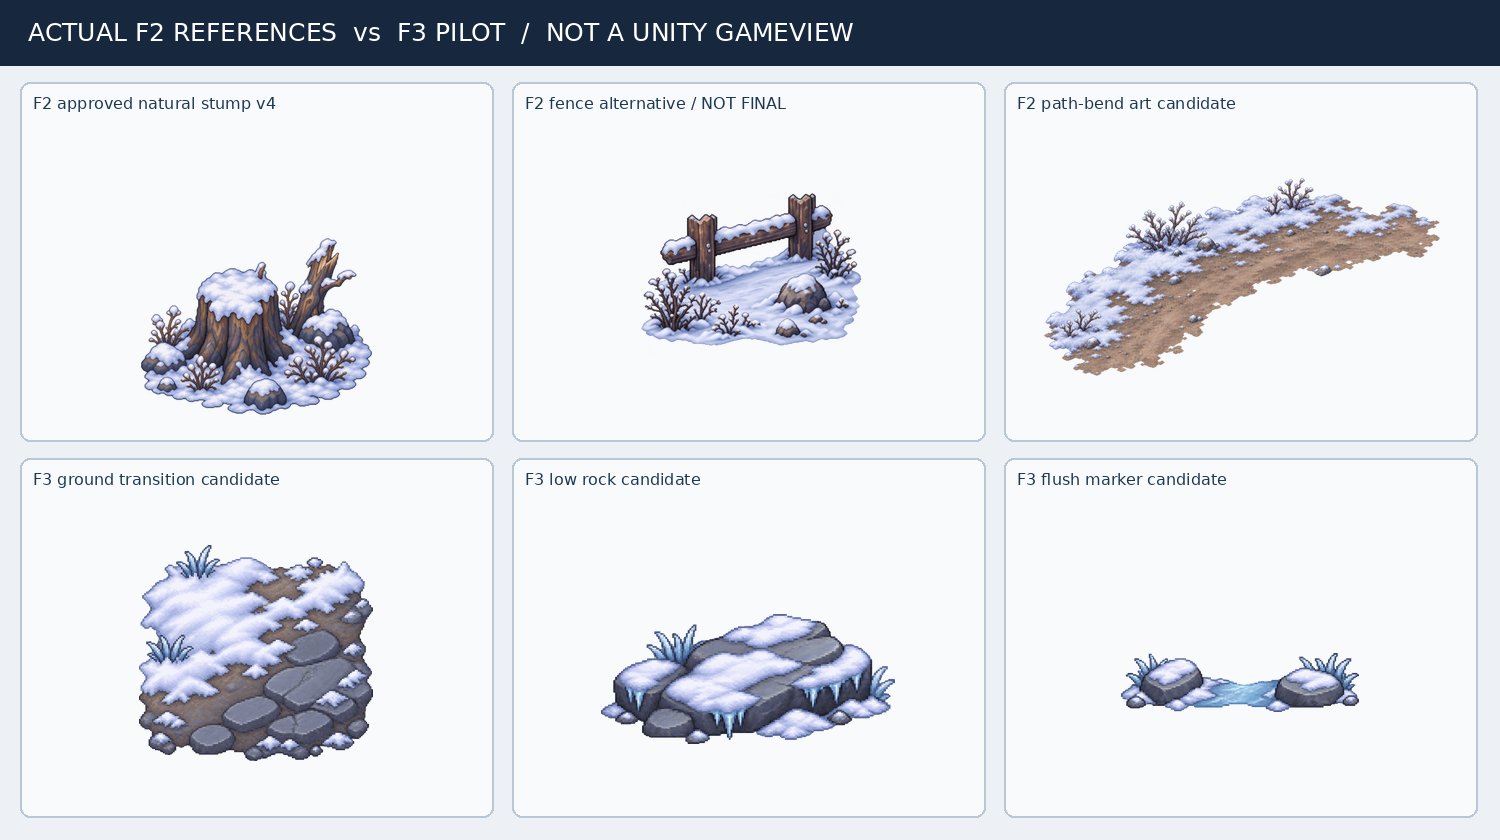 ACTUAL F2 REFERENCES vs F3 PILOT / NOT A UNITY GAMEVIEW
F2 approved natural stump v4
F2 fence alternative / NOT FINAL
F2 path-bend art candidate
F3 ground transition candidate
F3 low rock candidate
F3 flush marker candidate